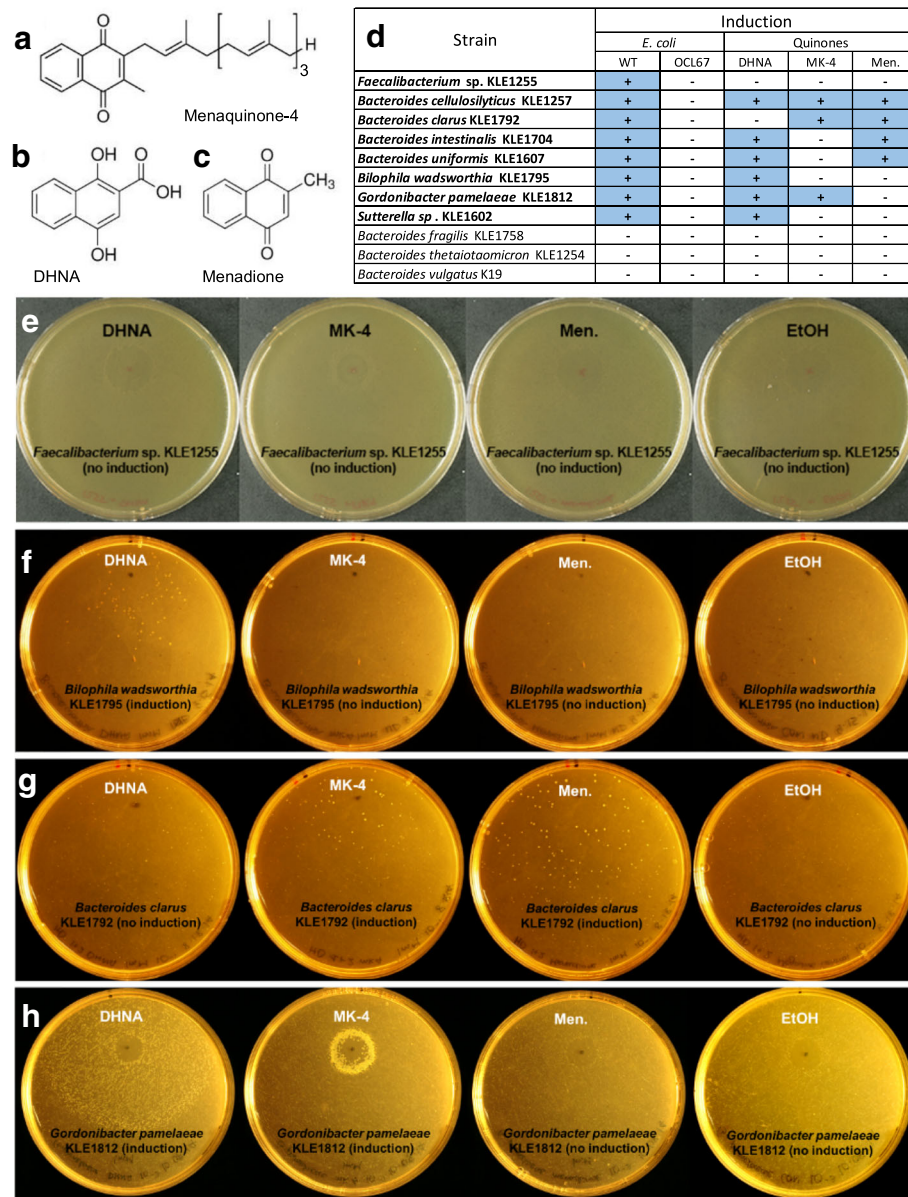 a
H
3
Menaquinone-4
b
OH
O
OH
OH
DHNA
c
O
CH3
O
Menadione
d
Strain
Induction
E. coli
Quinones
WT
OCL67
DHNA
MK-4
Men.
Faecalibacterium sp. KLE1255 + - - - -
Bacteroides cellulosilyticus KLE1257 + - + + +
Bacteroides clarus KLE1792 + - - + +
Bacteroides intestinalis KLE1704 + - + - +
Bacteroides uniformis KLE1607 + - + - +
Bilophila wadsworthia KLE1795 + - + - -
Gordonibacter pamelaeae KLE1812 + - + + -
Sutterella sp. KLE1602 + - + - -
Bacteroides fragilis KLE1758 - - - - -
Bacteroides thetaiotaomicron KLE1254 - - - - -
Bacteroides vulgatus K19 - - - - -
e
DHNA
Faecalibacterium sp. KLE1255
(no induction)
MK-4
Faecalibacterium sp. KLE1255
(no induction)
Men.
Faecalibacterium sp. KLE1255
(no induction)
EtOH
Faecalibacterium sp. KLE1255
(no induction)
f
DHNA
Bilophila wadsworthia
KLE1795 (induction)
MK-4
Bilophila wadsworthia
KLE1795 (no induction)
Men.
Bilophila wadsworthia
KLE1795 (no induction)
EtOH
Bilophila wadsworthia
KLE1795 (no induction)
g
DHNA
Bacteroides clarus
KLE1792 (no induction)
MK-4
Bacteroides clarus
KLE1792 (induction)
Men.
Bacteroides clarus
KLE1792 (induction)
EtOH
Bacteroides clarus
KLE1792 (no induction)
h
DHNA
Gordonibacter pamelaeae
KLE1812 (induction)
MK-4
Gordonibacter pamelaeae
KLE1812 (induction)
Men.
Gordonibacter pamelaeae
KLE1812 (no induction)
EtOH
Gordonibacter pamelaeae
KLE1812 (no induction)